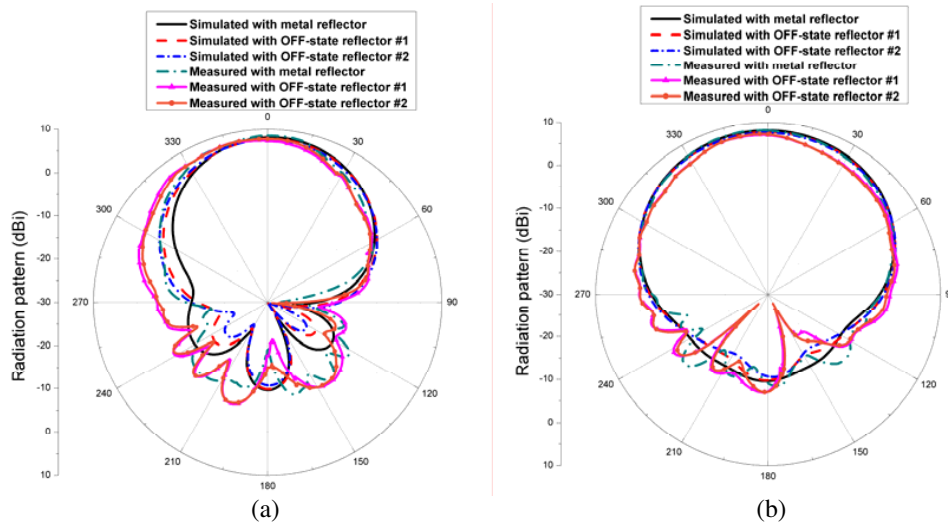 Simulated with metal reflector
Simulated with OFF-state reflector #1
Simulated with OFF-state reflector #2
Measured with metal reflector
Measured with OFF-state reflector #1
Measured with OFF-state reflector #2
0
30
60
90
120
150
180
210
240
270
300
330
10
0
-10
-20
-30
-20
-10
0
10
Radiation pattern (dBi)
(a)
Simulated with metal reflector
Simulated with OFF-state reflector #1
Simulated with OFF-state reflector #2
Measured with metal reflector
Measured with OFF-state reflector #1
Measured with OFF-state reflector #2
0
30
60
9
120
150
180
210
240
270
300
330
10
0
-10
-20
-30
-20
-10
0
10
Radiation pattern (dBi)
(b)